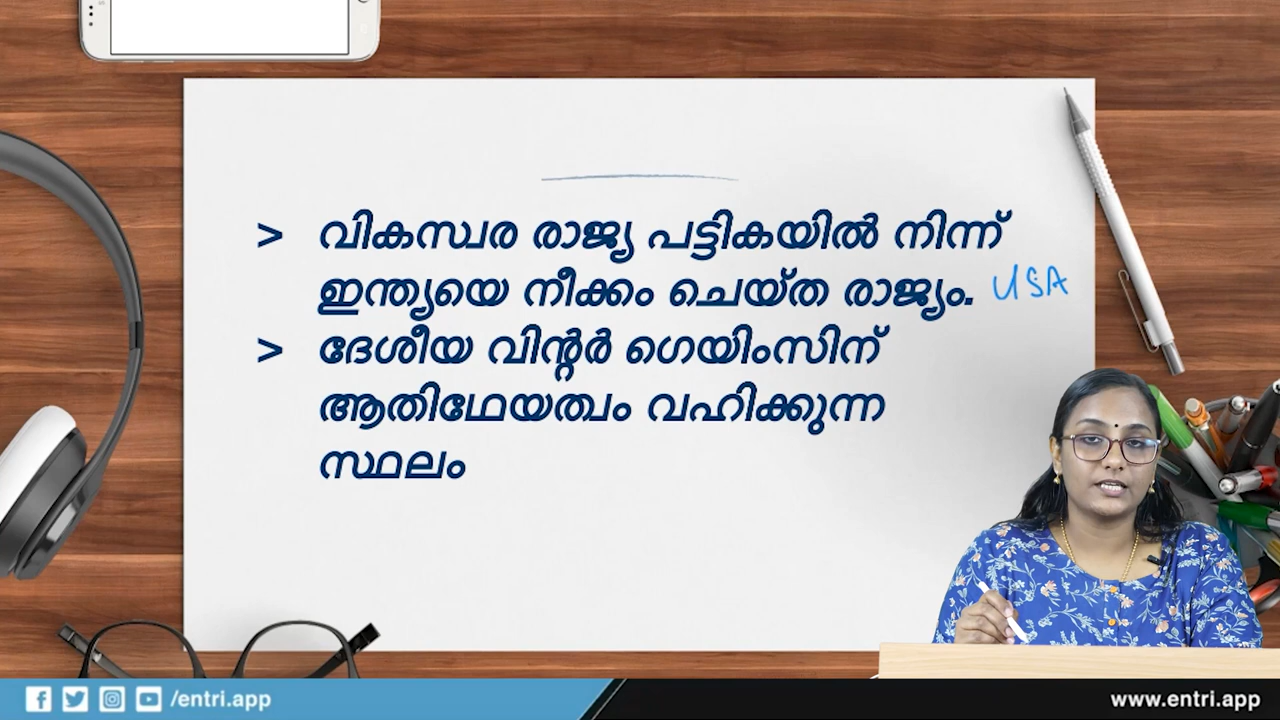 > വികസ്വര രാജ്യ പട്ടികയിൽ നിന്ന്
ഇന്ത്യയെ നീക്കം ചെയ്ത രാജ്യം. USA
> ദേശീയ വിന്റർ ഗെയിംസിന്
ആതിഥേയത്വം വഹിക്കുന്ന
സ്ഥലം
/entri.app
www.entri.app